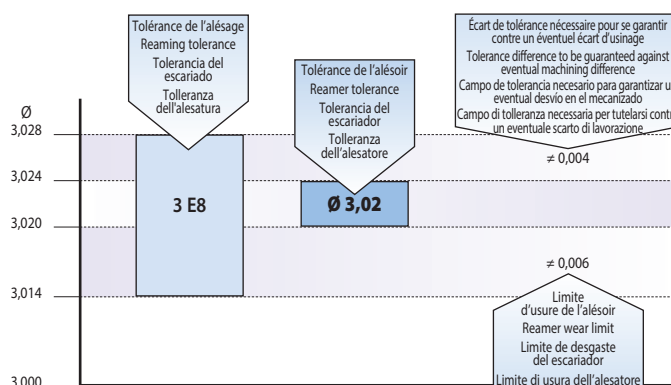 Tolérance de l'alésage
Reaming tolerance
Tolerancia del
escariado
Tolleranza
dell'alesatura
Tolérance de l'alésoir
Reamer tolerance
Tolerancia del
escariador
Tolleranza
dell'alesatore
Écart de tolérance nécessaire pour se garantir
contre un éventuel écart d'usinage
Tolerance difference to be guaranteed against
eventual machining difference
Campo de tolerancia necesario para garantizar un
eventual desvío en el mecanizado
Campo di tolleranza necessaria per tutelarsi contro
un eventuale scarto di lavorazione
Ø
3,028
≠ 0,004
3,024
3 E8
Ø 3,02
3,020
≠ 0,006
3,014
Limite
d'usure de l'alésoir
Reamer wear limit
Limite de desgaste
del escariador
Limite di usura dell'alesatore
3,000